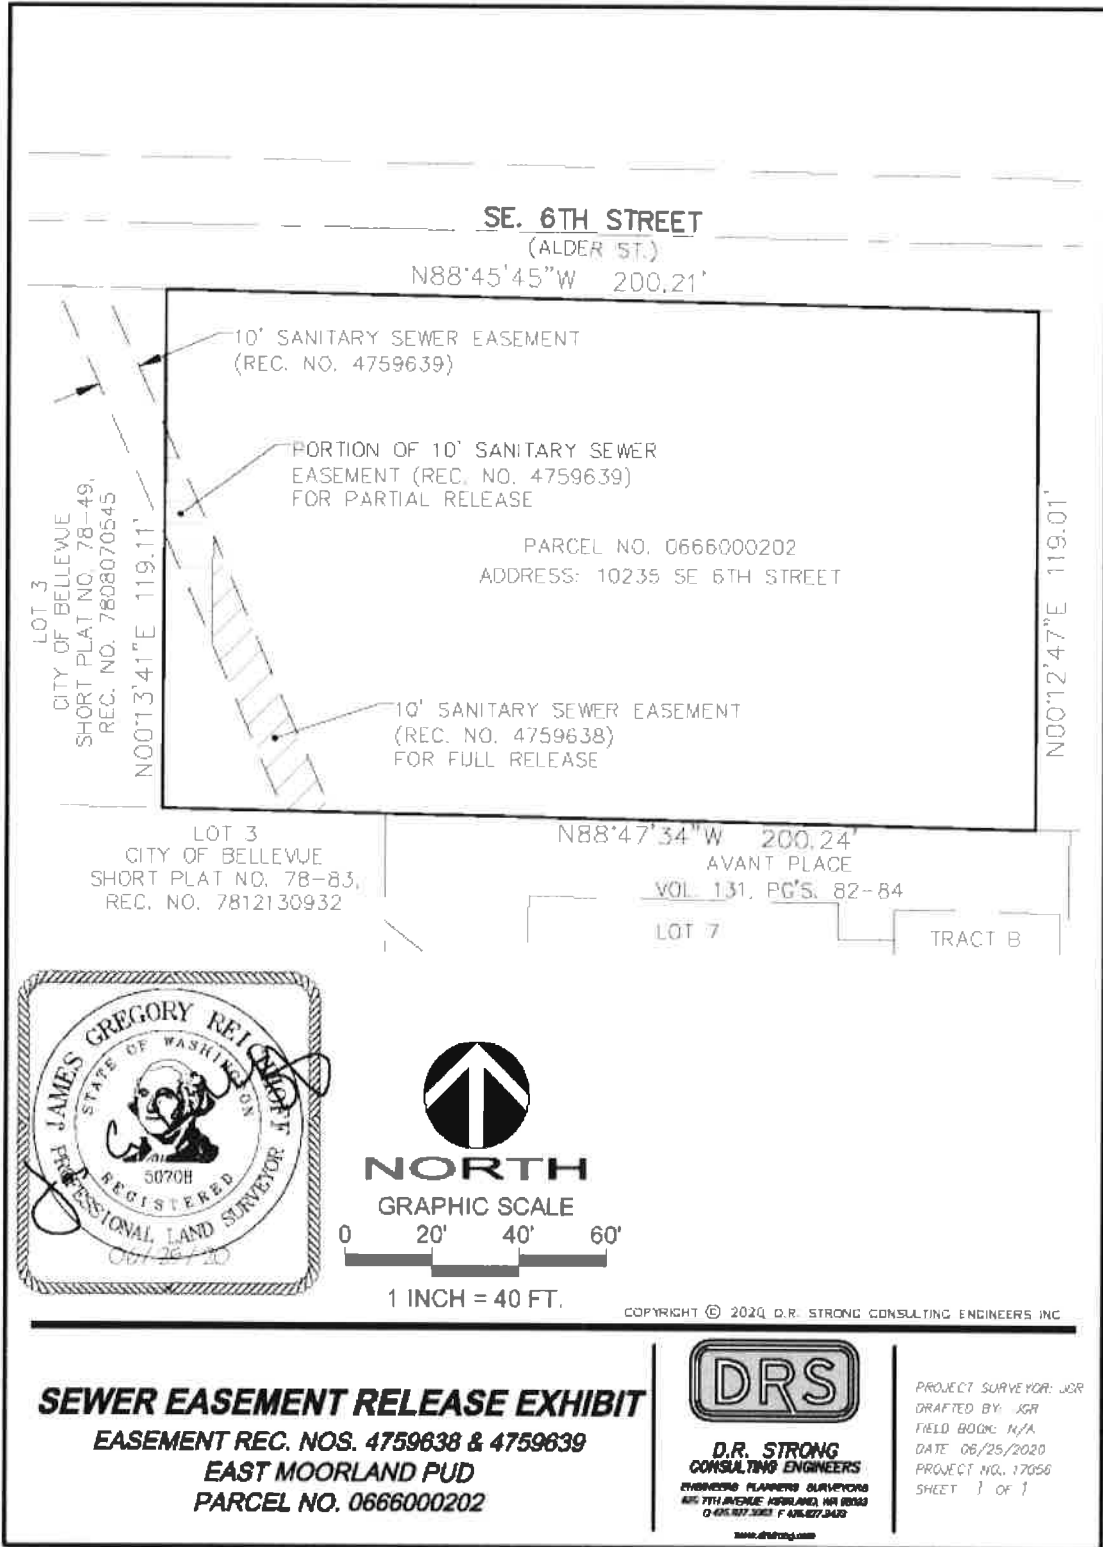 SE. 6TH STREET
(ALDER ST.)
N88°45'45"W 200.21'
10' SANITARY SEWER EASEMENT
(REC. NO. 4759639)
PORTION OF 10' SANITARY SEWER
EASEMENT (REC. NO. 4759639)
FOR PARTIAL RELEASE
PARCEL NO. 0666000202
ADDRESS: 10235 SE 6TH STREET
LOT 3
CITY OF BELLEVUE
SHORT PLAT NO. 78-49,
REC. NO. 7808070545
N00°13'41"E 119.11'
N00°12'47"E 119.01'
10' SANITARY SEWER EASEMENT
(REC. NO. 4759638)
FOR FULL RELEASE
LOT 3
CITY OF BELLEVUE
SHORT PLAT NO. 78-83,
REC. NO. 7812130932
N88°47'34"W 200.24'
AVANT PLACE
VOL. 131, PG'S. 82-84
LOT 7
TRACT B
JAMES GREGORY
STATE OF WASHINGTON
REGISTERED
PROFESSIONAL LAND SURVEYOR
NORTH
GRAPHIC SCALE
0 20' 40' 60'
1 INCH = 40 FT.
COPYRIGHT © 2020, D.R. STRONG CONSULTING ENGINEERS INC.
SEWER EASEMENT RELEASE EXHIBIT
EASEMENT REC. NOS. 4759638 & 4759639
EAST MOORLAND PUD
PARCEL NO. 0666000202
DRS
D.R. STRONG
CONSULTING ENGINEERS
ENGINEERS PLANNERS SURVEYORS
7TH AVENUE KIRKLAND, WA
www.drstrong.com
PROJECT SURVEYOR: JGR
DRAFTED BY: JGR
FIELD BOOK: N/A
DATE 06/25/2020
PROJECT NO.: 17056
SHEET 1 OF 1